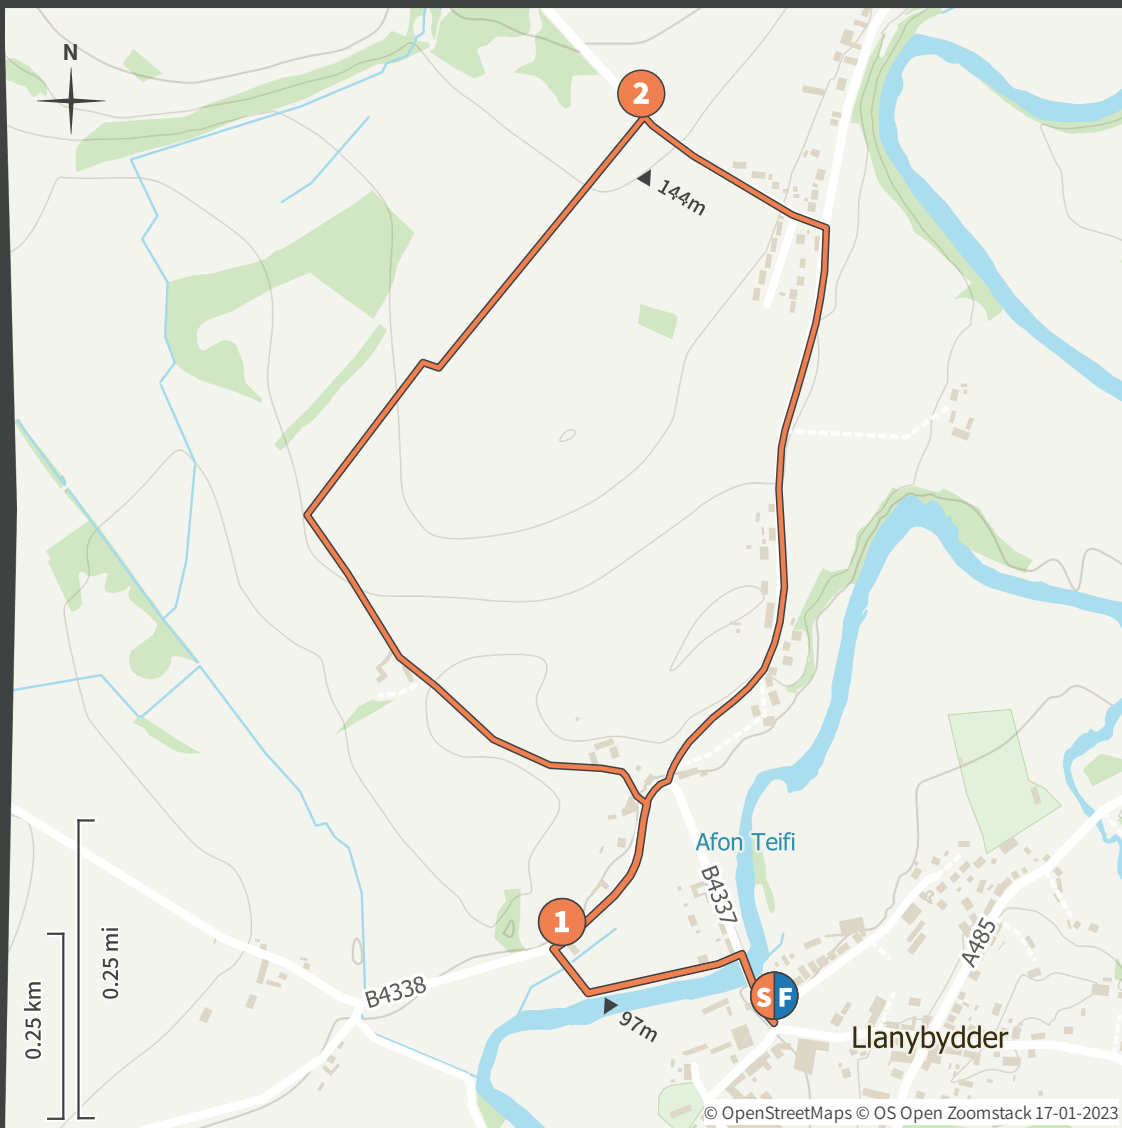 N
2
144m
Afon Teifi
B4337
1
A485
0.25 mi
B4338
S F
0.25 km
97m
Llanybydder
© OpenStreetMaps © OS Open Zoomstack 17-01-2023